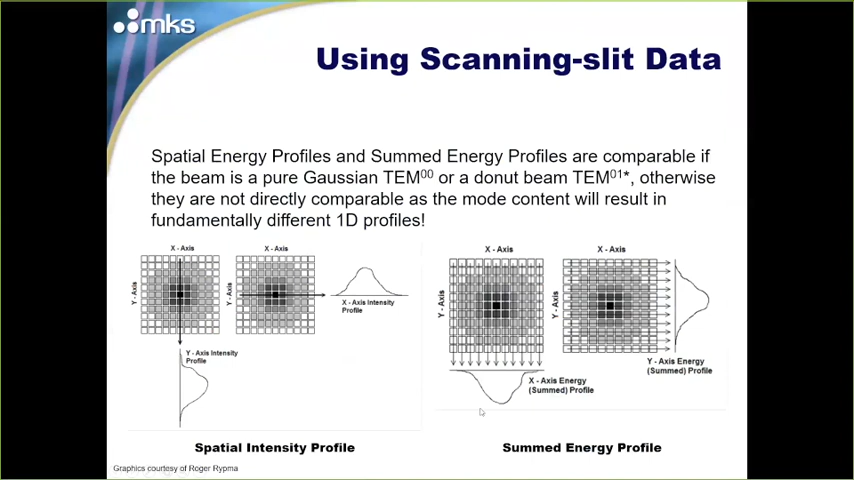 mks
Using Scanning-slit Data
Spatial Energy Profiles and Summed Energy Profiles are comparable if
the beam is a pure Gaussian TEM00 or a donut beam TEM01*, otherwise
they are not directly comparable as the mode content will result in
fundamentally different 1D profiles!
X - Axis
X - Axis
Y - Axis
Y - Axis
X - Axis Intensity
Profile
Y - Axis Intensity
Profile
Spatial Intensity Profile
X - Axis
X - Axis
Y - Axis
Y - Axis
Y - Axis Energy
(Summed) Profile
X - Axis Energy
(Summed) Profile
Summed Energy Profile
Graphics courtesy of Roger Rypma